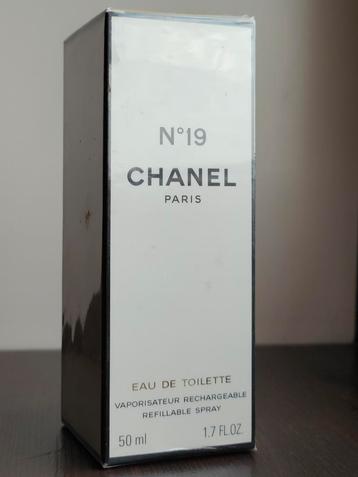 N°19
CHANEL
PARIS
EAU DE TOILETTE
VAPORISATEUR RECHARGEABLE
REFILLABLE SPRAY
50 ml 1.7 FL.OZ.